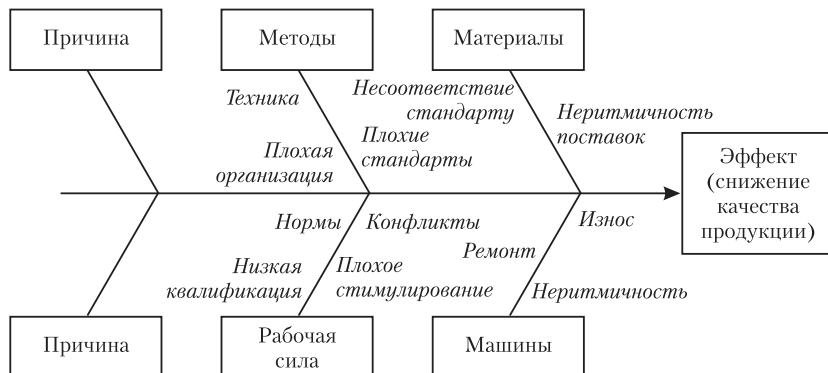 Причина
Методы
Материалы
Техника
Несоответствие
стандарту
Неритмичность
поставок
Плохая
организация
Плохие
стандарты
Эффект
(снижение
качества
продукции)
Нормы
Конфликты
Износ
Ремонт
Низкая
квалификация
Плохое
стимулирование
Неритмичность
Причина
Рабочая
сила
Машины